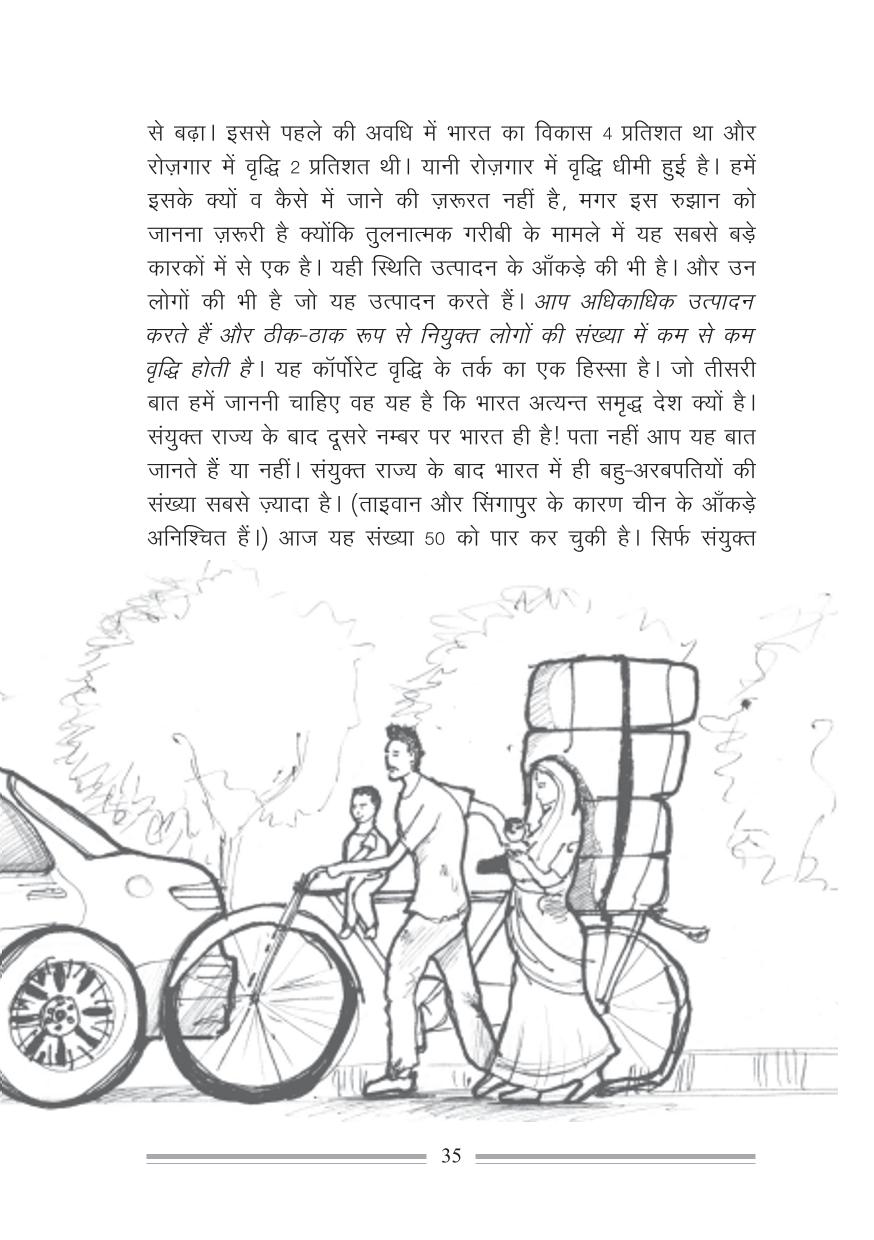 से बढ़ा। इससे पहले की अवधि में भारत का विकास 4 प्रतिशत था और
रोज़गार में वृद्धि 2 प्रतिशत थी। यानी रोज़गार में वृद्धि धीमी हुई है। हमें
इसके क्यों व कैसे में जाने की ज़रूरत नहीं है, मगर इस रुझान को
जानना ज़रूरी है क्योंकि तुलनात्मक गरीबी के मामले में यह सबसे बड़े
कारकों में से एक है। यही स्थिति उत्पादन के आँकड़े की भी है। और उन
लोगों की भी है जो यह उत्पादन करते हैं। आप अधिकाधिक उत्पादन
करते हैं और ठीक-ठाक रूप से नियुक्त लोगों की संख्या में कम से कम
वृद्धि होती है। यह कॉर्पोरेट वृद्धि के तर्क का एक हिस्सा है। जो तीसरी
बात हमें जाननी चाहिए वह यह है कि भारत अत्यन्त समृद्ध देश क्यों है।
संयुक्त राज्य के बाद दूसरे नम्बर पर भारत ही है! पता नहीं आप यह बात
जानते हैं या नहीं। संयुक्त राज्य के बाद भारत में ही बहु-अरबपतियों की
संख्या सबसे ज़्यादा है। (ताइवान और सिंगापुर के कारण चीन के आँकड़े
अनिश्चित हैं।) आज यह संख्या 50 को पार कर चुकी है। सिर्फ संयुक्त
35